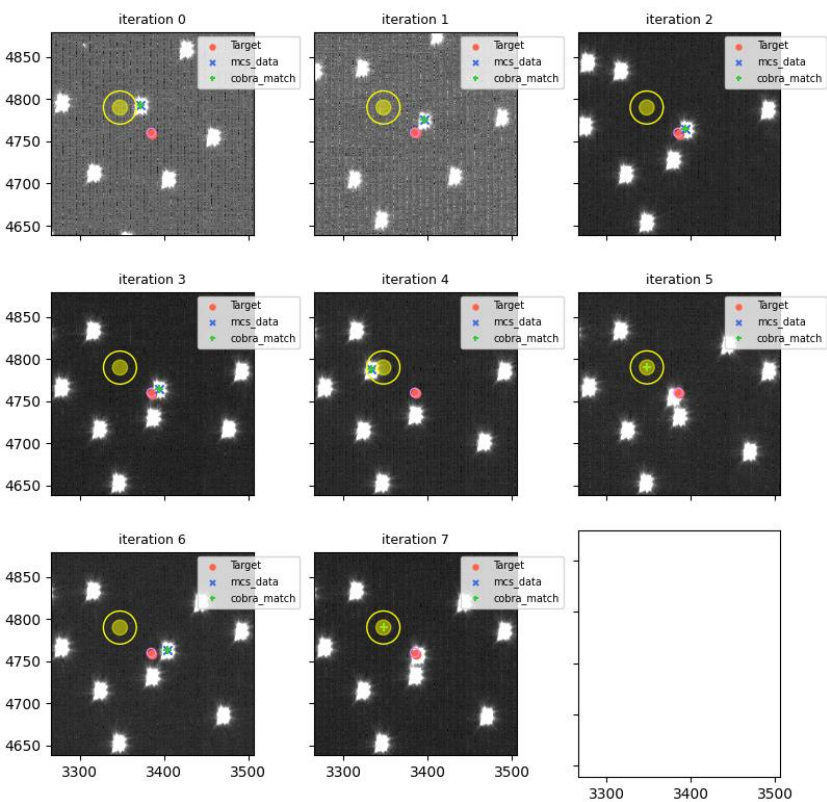 iteration 0
iteration 1
iteration 2
Target
mcs_data
cobra_match
Target
mcs_data
cobra_match
Target
mcs_data
cobra_match
4850
4800
4750
4700
4650
iteration 3
iteration 4
iteration 5
Target
mcs_data
cobra_match
Target
mcs_data
cobra_match
Target
mcs_data
cobra_match
4850
4800
4750
4700
4650
iteration 6
iteration 7
Target
mcs_data
cobra_match
Target
mcs_data
cobra_match
4850
4800
4750
4700
4650
3300 3400 3500
3300 3400 3500
3300 3400 3500